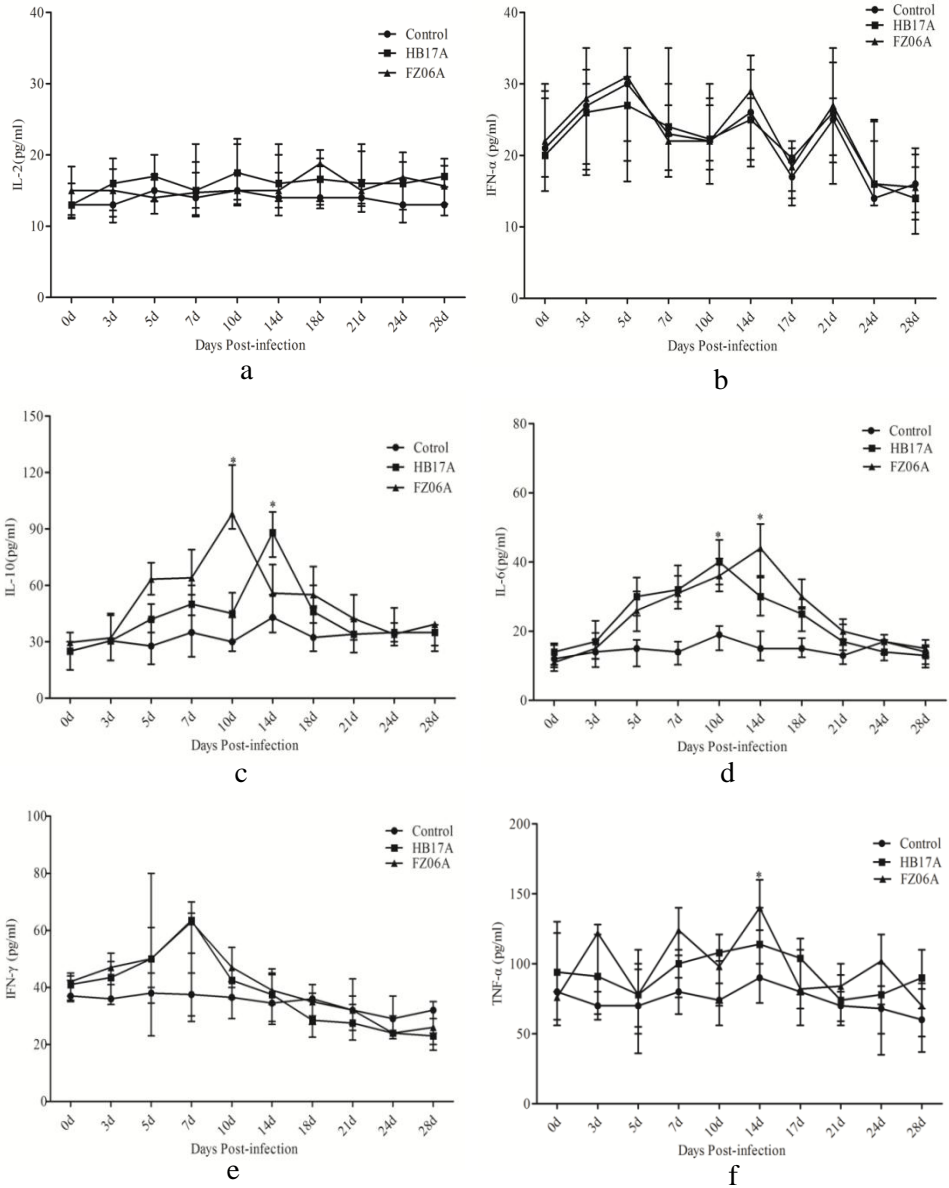 IL-2(pg/ml)
40
30
20
10
0
Control
HB17A
FZ06A
0d 3d 5d 7d 10d 14d 18d 21d 24d 28d
Days Post-infection
a
IFN-α (pg/ml)
40
30
20
10
0
Control
HB17A
FZ06A
0d 3d 5d 7d 10d 14d 17d 21d 24d 28d
Days Post-infection
b
IL-10(pg/ml)
150
120
90
60
30
0
Cotrol
HB17A
FZ06A
*
*
0d 3d 5d 7d 10d 14d 18d 21d 24d 28d
Days Post-infection
c
IL-6(pg/ml)
80
60
40
20
0
Control
HB17A
FZ06A
*
*
0d 3d 5d 7d 10d 14d 18d 21d 24d 28d
Days Post-infection
d
IFN-γ (pg/ml)
100
80
60
40
20
0
Control
HB17A
FZ06A
0d 3d 5d 7d 10d 14d 18d 21d 24d 28d
Days Post-infection
e
TNF-α (pg/ml)
200
150
100
50
0
Control
HB17A
FZ06A
*
0d 3d 5d 7d 10d 14d 17d 21d 24d 28d
Days Post-infection
f